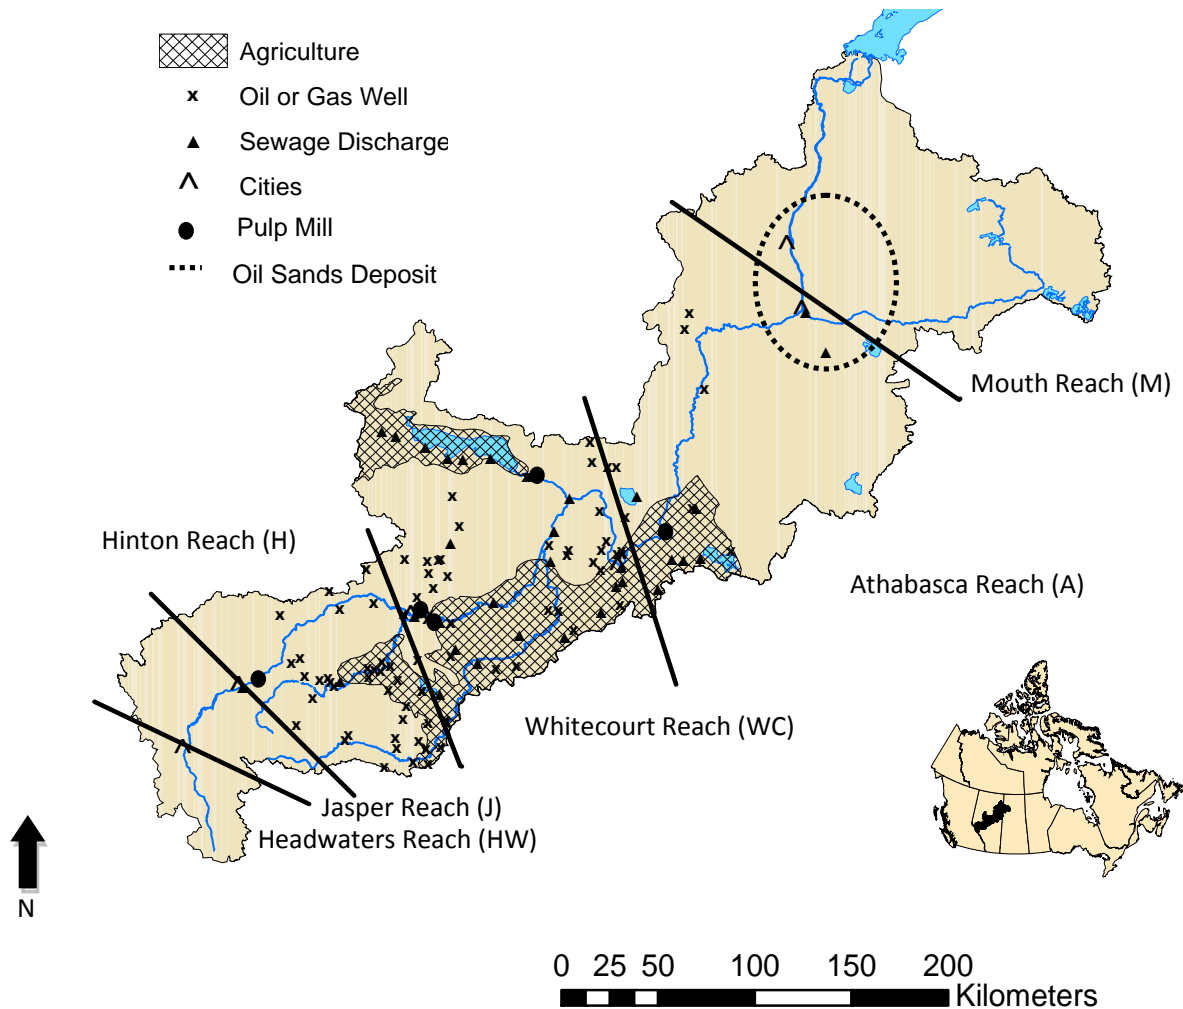 Agriculture
Oil or Gas Well
Sewage Discharge
Cities
Pulp Mill
Oil Sands Deposit
Mouth Reach (M)
Hinton Reach (H)
Athabasca Reach (A)
Whitecourt Reach (WC)
Jasper Reach (J)
Headwaters Reach (HW)
N
0 25 50 100 150 200
Kilometers